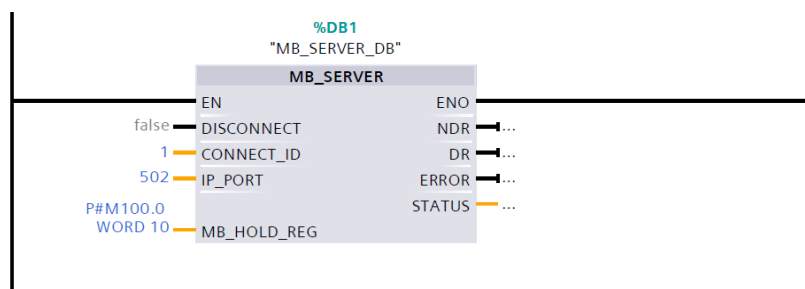 %DB1
"MB_SERVER_DB"
MB_SERVER
EN ENO
false DISCONNECT NDR ...
1 CONNECT_ID DR ...
502 IP_PORT ERROR ...
STATUS ...
P#M100.0
WORD 10 MB_HOLD_REG